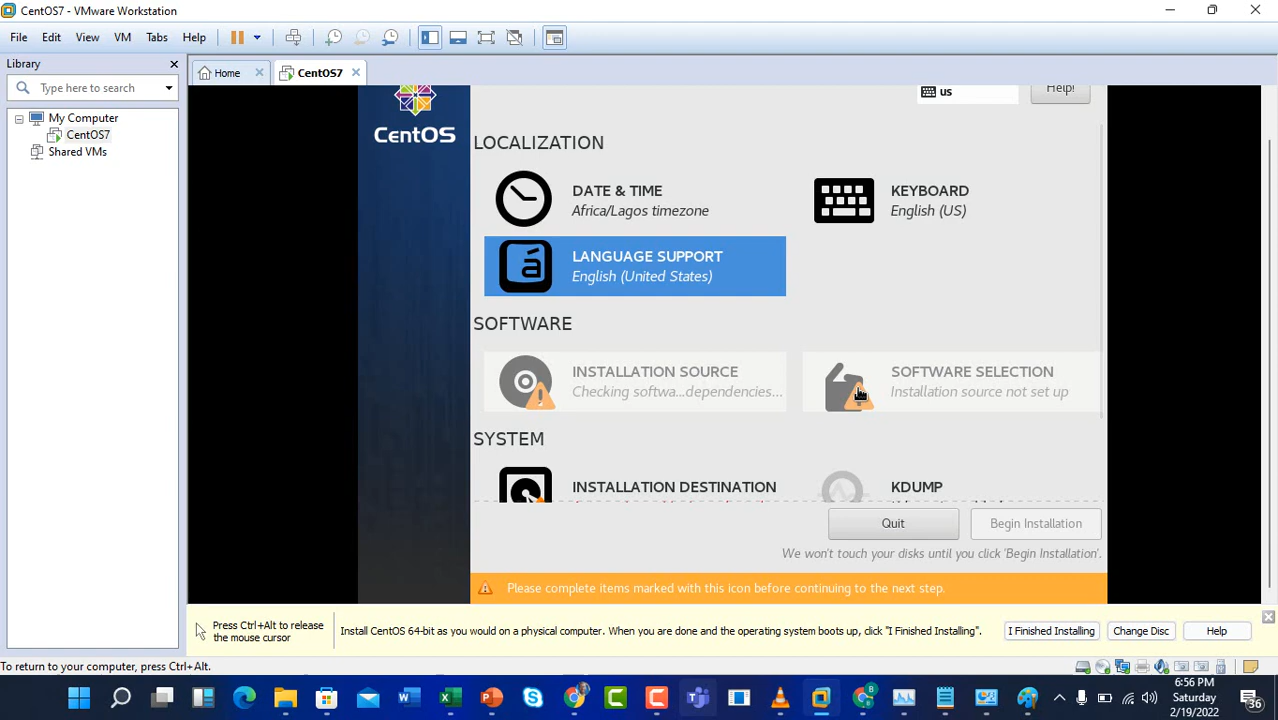 CentOS7 - VMware Workstation
File Edit View VM Tabs Help
Library
Home
CentOS7
Type here to search
My Computer
CentOS7
Shared VMs
CentOS
us
Help!
LOCALIZATION
DATE & TIME
Africa/Lagos timezone
KEYBOARD
English (US)
LANGUAGE SUPPORT
English (United States)
SOFTWARE
INSTALLATION SOURCE
Checking softwa...dependencies...
SOFTWARE SELECTION
Installation source not set up
SYSTEM
INSTALLATION DESTINATION
KDUMP
Quit
Begin Installation
We won't touch your disks until you click 'Begin Installation'.
Please complete items marked with this icon before continuing to the next step.
Press Ctrl+Alt to release
the mouse cursor
Install CentOS 64-bit as you would on a physical computer. When you are done and the operating system boots up, click "I Finished Installing".
I Finished Installing
Change Disc
Help
To return to your computer, press Ctrl+Alt.
6:56 PM
Saturday
2/19/2022
36